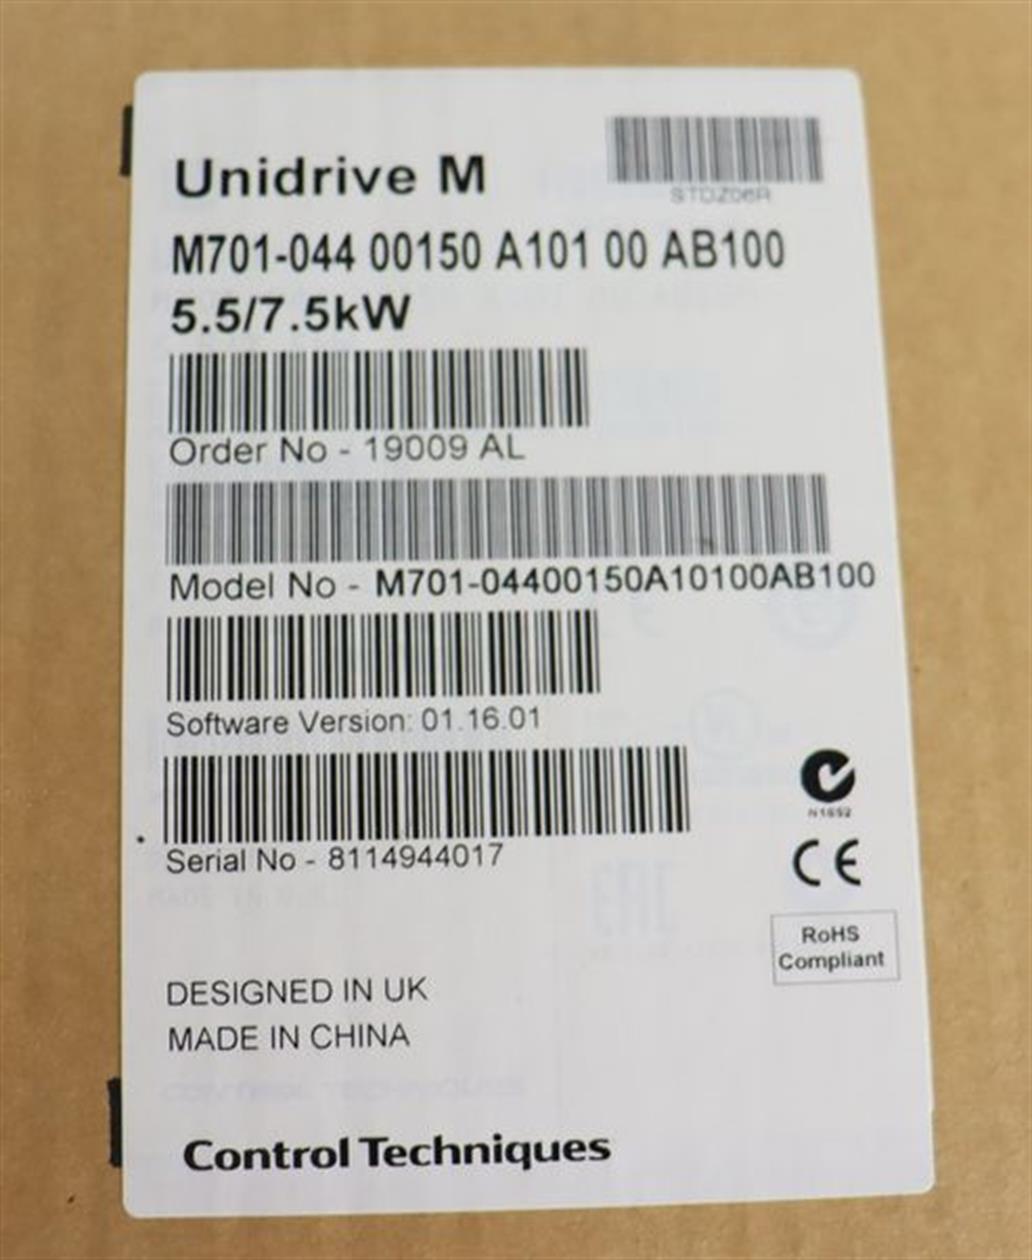 Unidrive M
STDZ06R
M701-044 00150 A101 00 AB100
5.5/7.5kW
Order No - 19009 AL
Model No - M701-04400150A10100AB100
Software Version: 01.16.01
Serial No - 8114944017
N1652
CE
RoHS
Compliant
DESIGNED IN UK
MADE IN CHINA
Control Techniques